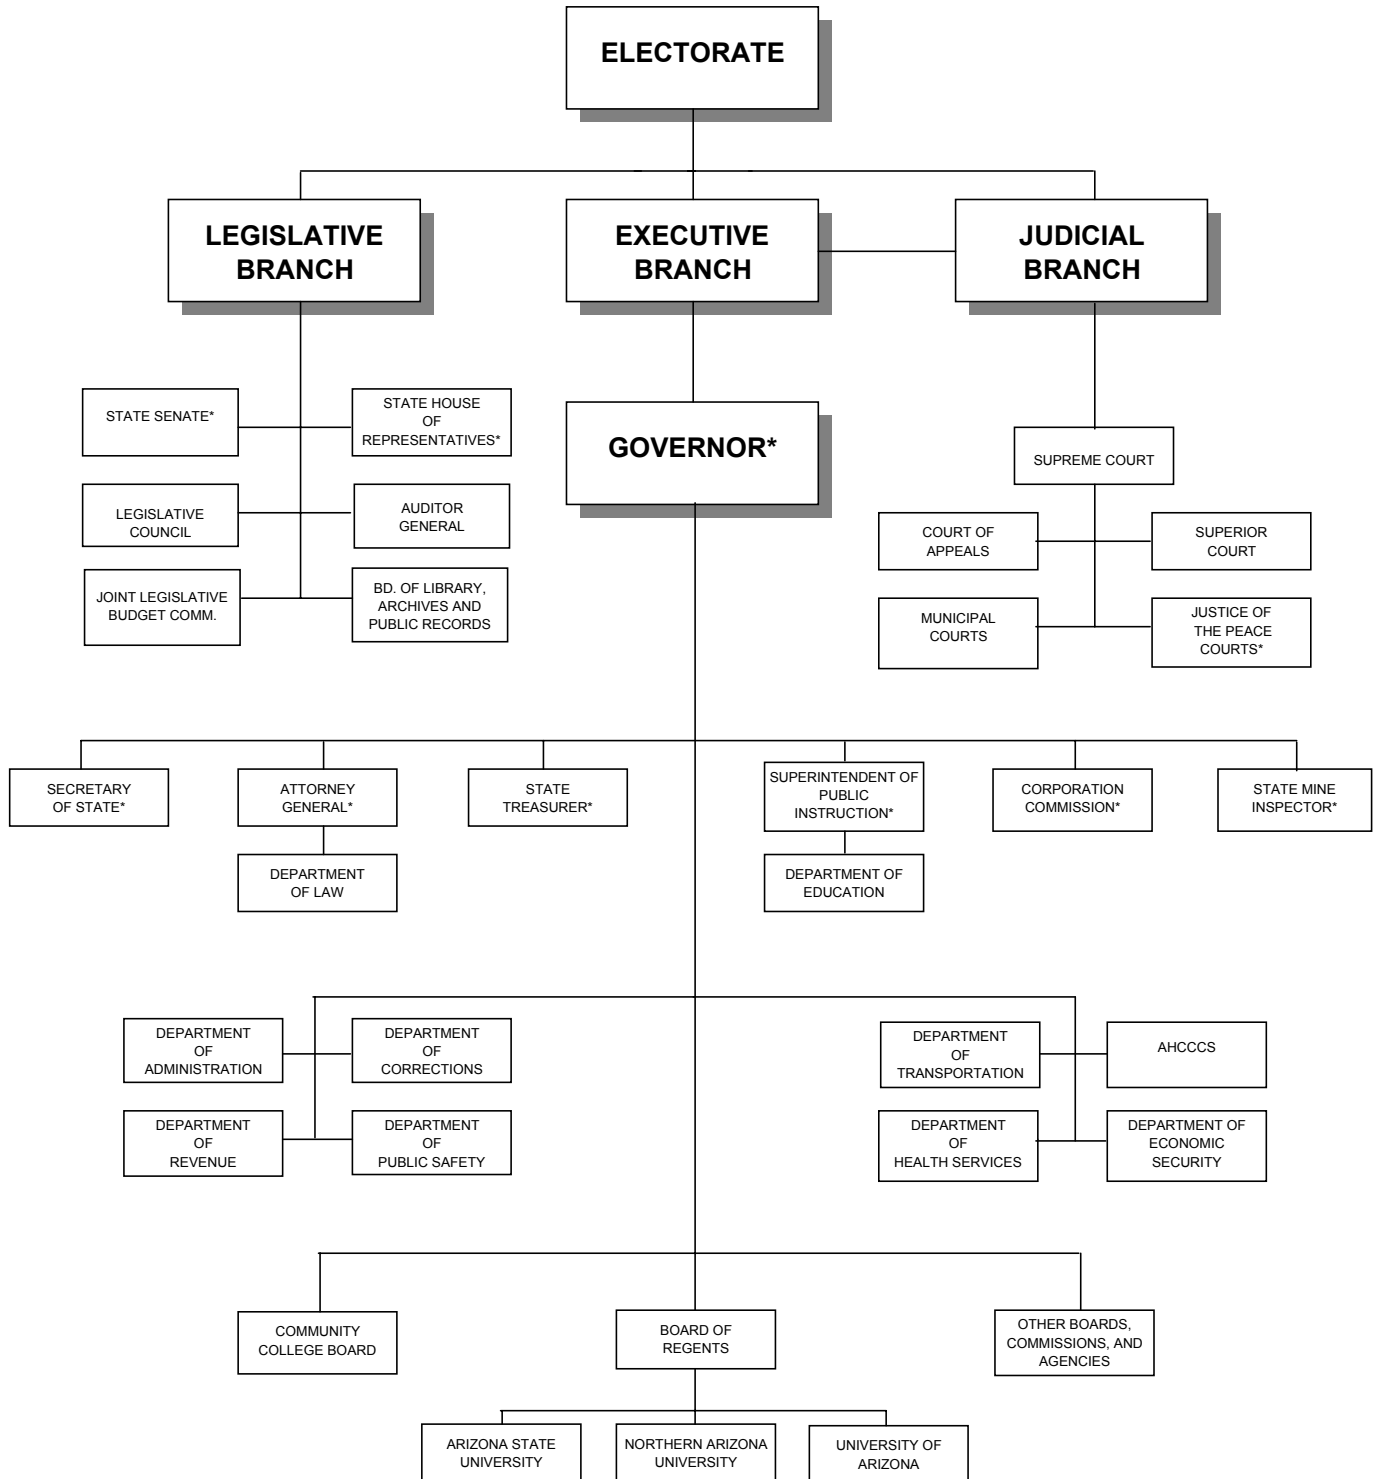 ELECTORATE
LEGISLATIVE
BRANCH
EXECUTIVE
BRANCH
JUDICIAL
BRANCH
STATE SENATE*
STATE HOUSE
OF
REPRESENTATIVES*
GOVERNOR*
SUPREME COURT
LEGISLATIVE
COUNCIL
AUDITOR
GENERAL
COURT OF
APPEALS
SUPERIOR
COURT
JOINT LEGISLATIVE
BUDGET COMM.
BD. OF LIBRARY,
ARCHIVES AND
PUBLIC RECORDS
MUNICIPAL
COURTS
JUSTICE OF
THE PEACE
COURTS*
SECRETARY
OF STATE*
ATTORNEY
GENERAL*
STATE
TREASURER*
SUPERINTENDENT OF
PUBLIC
INSTRUCTION*
CORPORATION
COMMISSION*
STATE MINE
INSPECTOR*
DEPARTMENT
OF LAW
DEPARTMENT OF
EDUCATION
DEPARTMENT
OF
ADMINISTRATION
DEPARTMENT
OF
CORRECTIONS
DEPARTMENT
OF
TRANSPORTATION
AHCCCS
DEPARTMENT
OF
REVENUE
DEPARTMENT
OF
PUBLIC SAFETY
DEPARTMENT
OF
HEALTH SERVICES
DEPARTMENT OF
ECONOMIC
SECURITY
COMMUNITY
COLLEGE BOARD
BOARD OF
REGENTS
OTHER BOARDS,
COMMISSIONS, AND
AGENCIES
ARIZONA STATE
UNIVERSITY
NORTHERN ARIZONA
UNIVERSITY
UNIVERSITY OF
ARIZONA